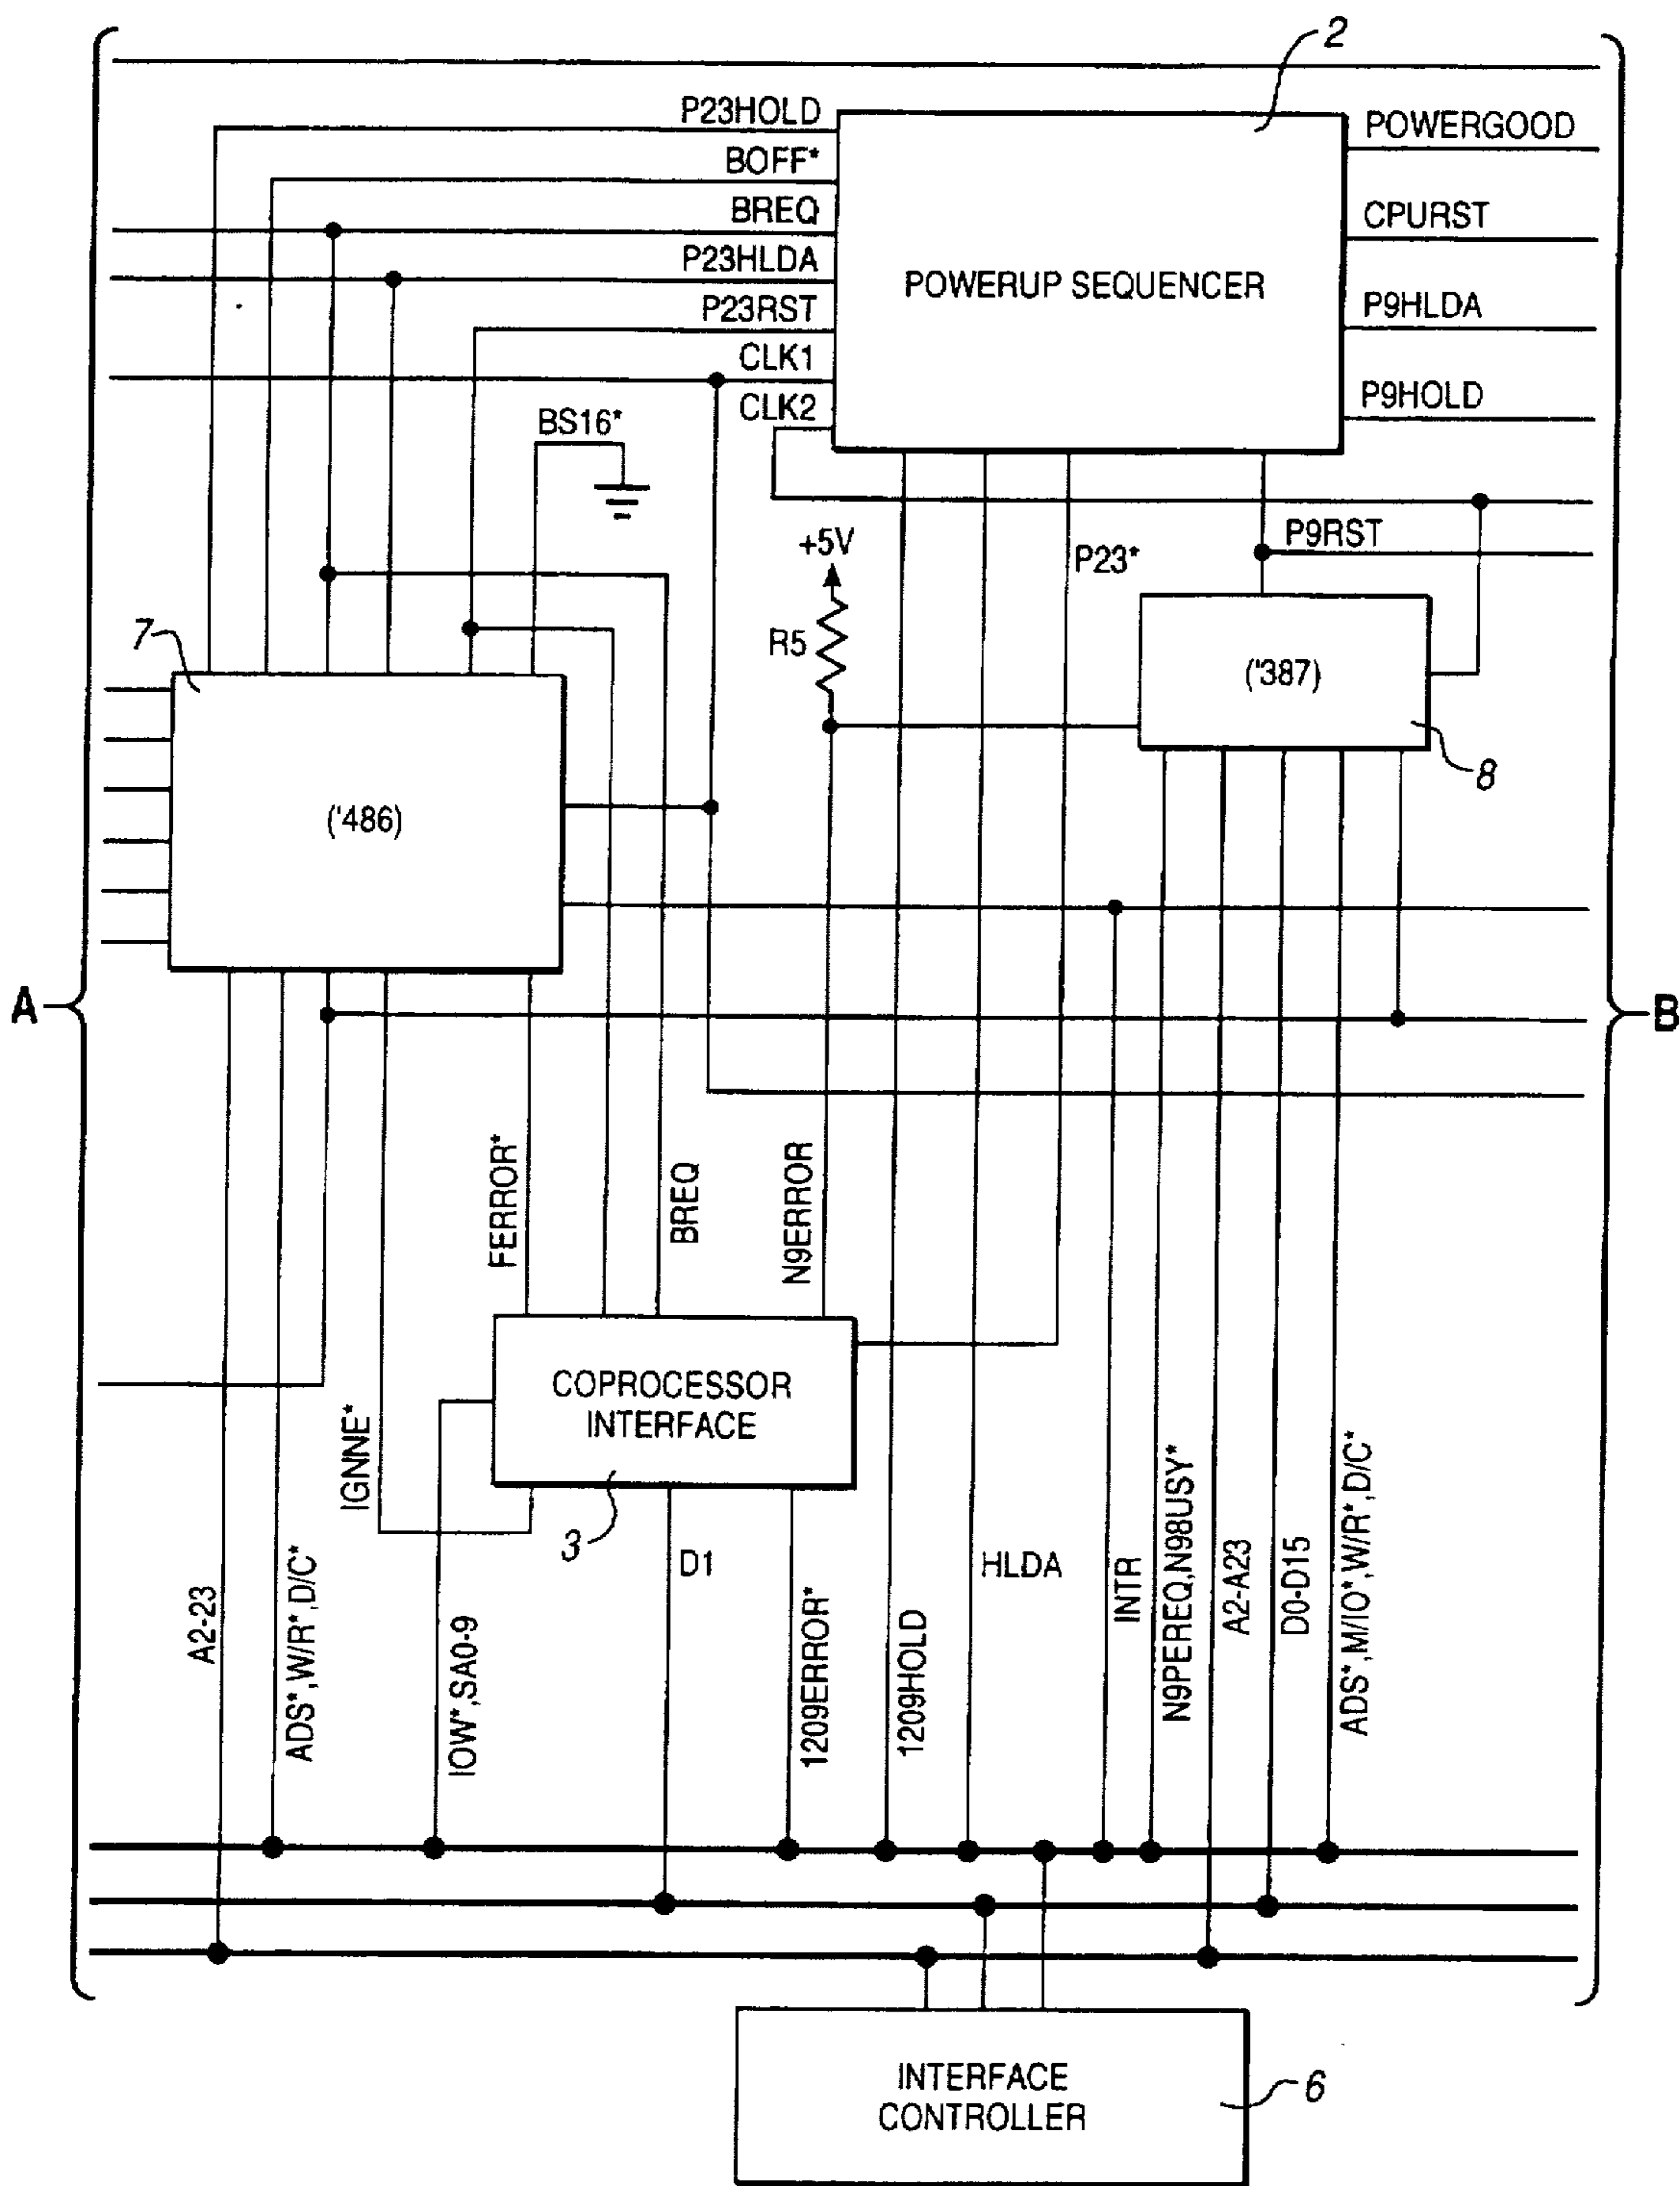 2
P23HOLD
POWERGOOD
BOFF*
BREQ
CPURST
P23HLDA
POWERUP SEQUENCER
P23RST
P9HLDA
CLK1
CLK2
P9HOLD
BS16*
+5V
P9RST
P23*
7
R5
('387)
8
('486)
A
B
FERROR*
BREQ
N9ERROR
COPROCESSOR
INTERFACE
3
IGNNE*
A2-23
ADS*,W/R*,D/C*
IOW*,SA0-9
D1
1209ERROR*
1209HOLD
HLDA
INTR
N9PEREQ,N98USY*
A2-A23
D0-D15
ADS*,M/IO*,W/R*,D/C*
INTERFACE
CONTROLLER
6